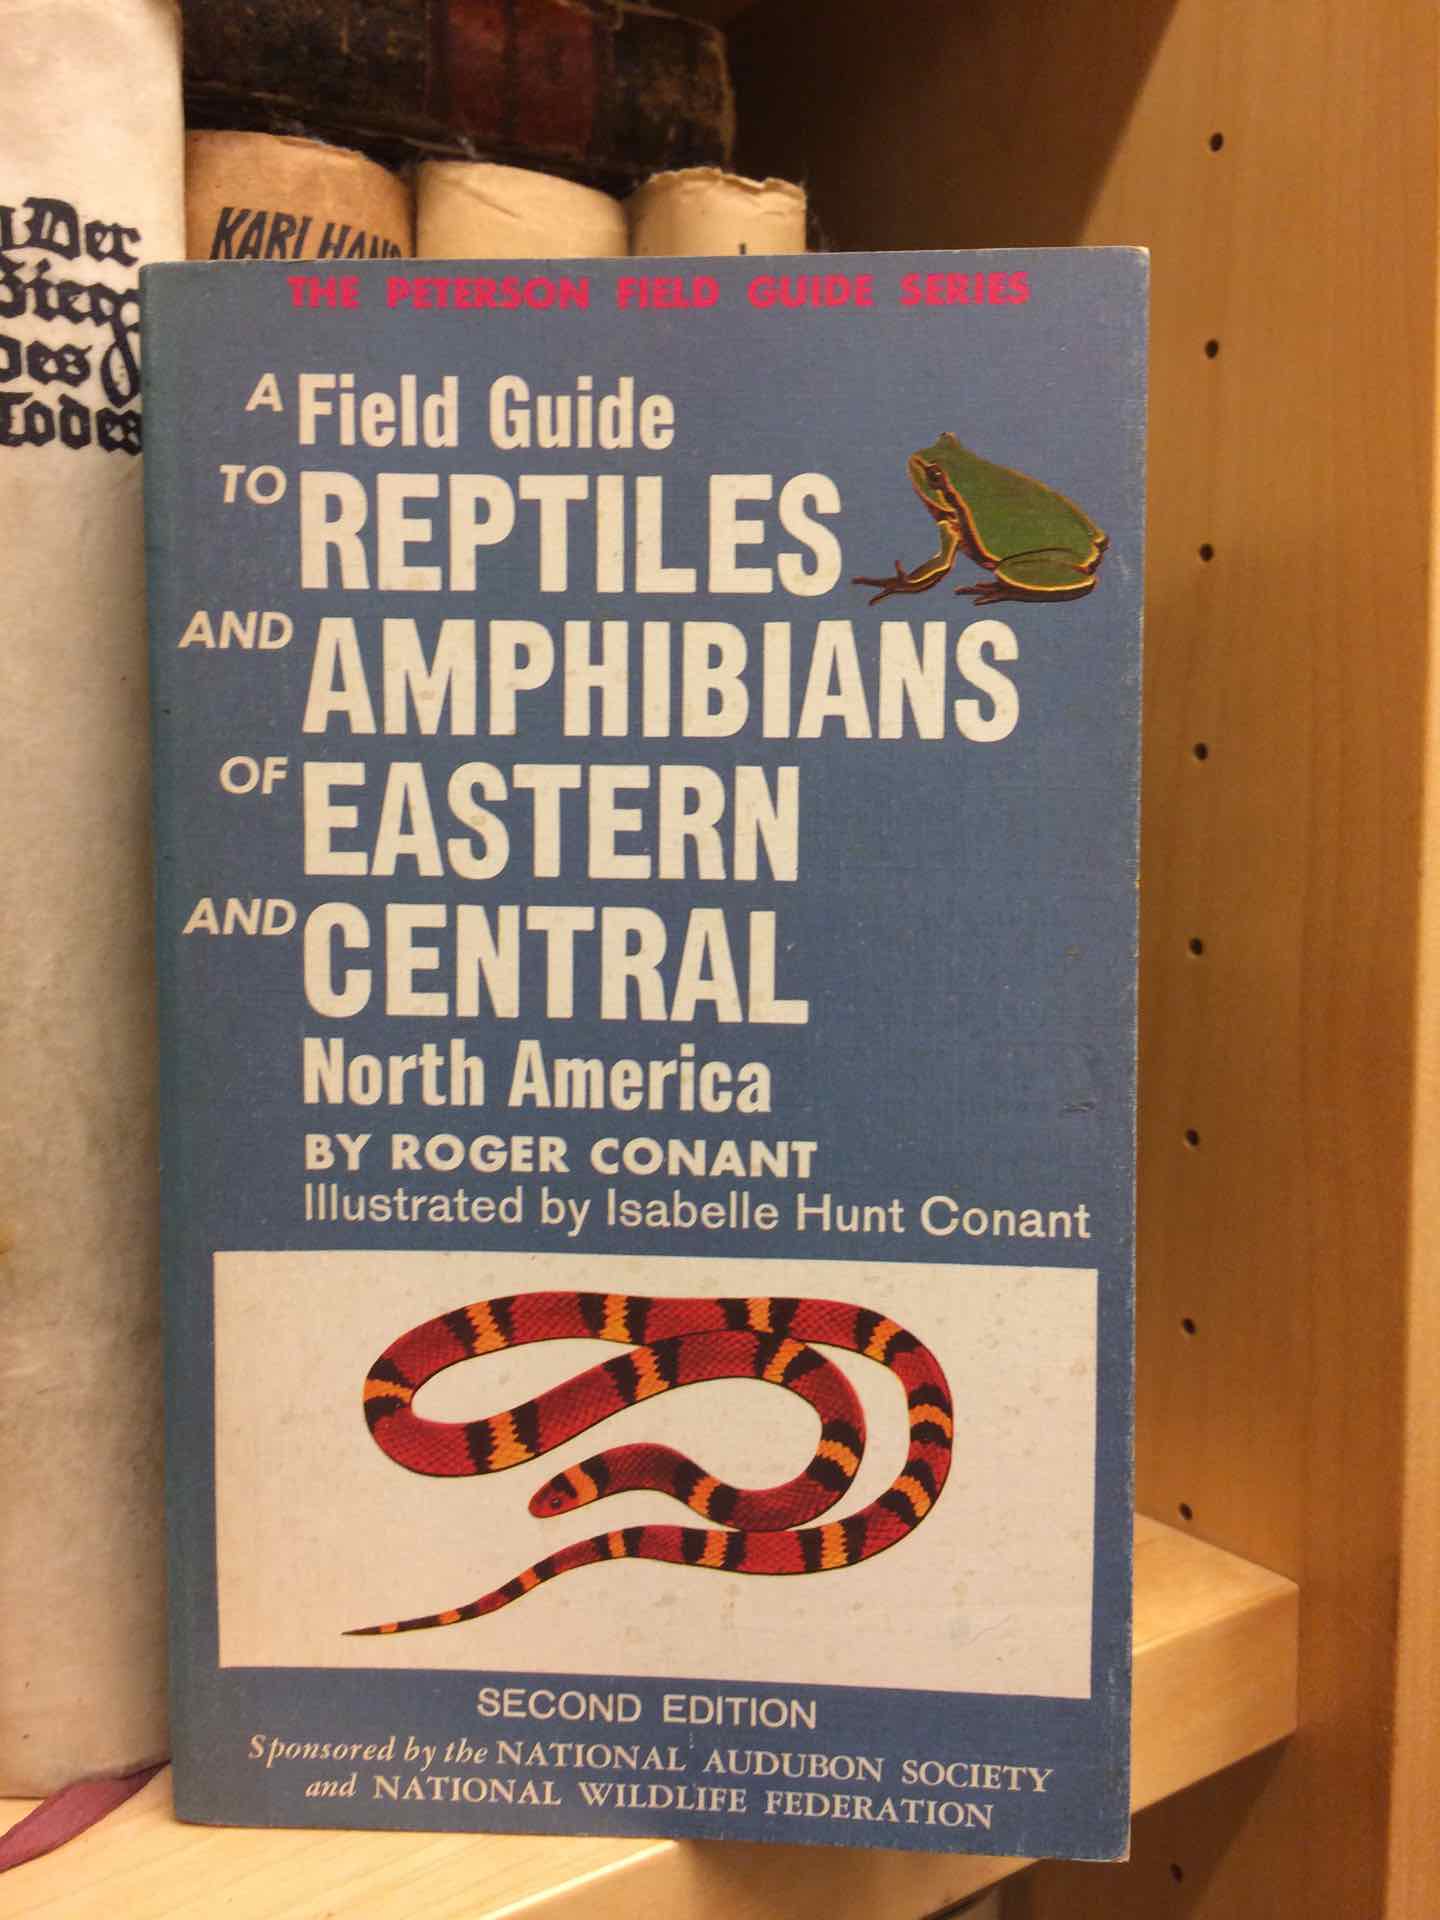 Der
Sieg
des
Todes
KARL HANS
THE PETERSON FIELD GUIDE SERIES
A Field Guide
TO REPTILES
AND AMPHIBIANS
OF EASTERN
AND CENTRAL
North America
BY ROGER CONANT
Illustrated by Isabelle Hunt Conant
SECOND EDITION
Sponsored by the NATIONAL AUDUBON SOCIETY
and NATIONAL WILDLIFE FEDERATION